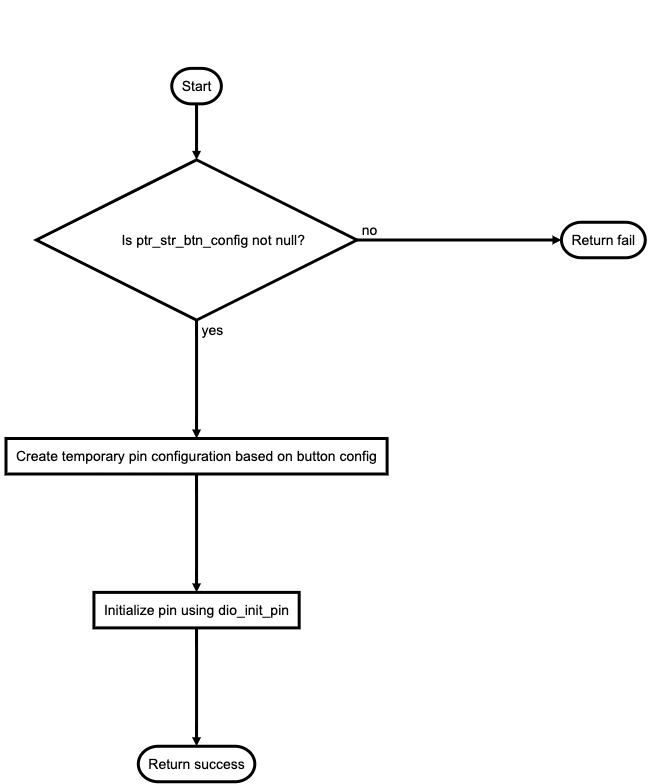 Start
Is ptr_str_btn_config not null?
no
Return fail
yes
Create temporary pin configuration based on button config
Initialize pin using dio_init_pin
Return success